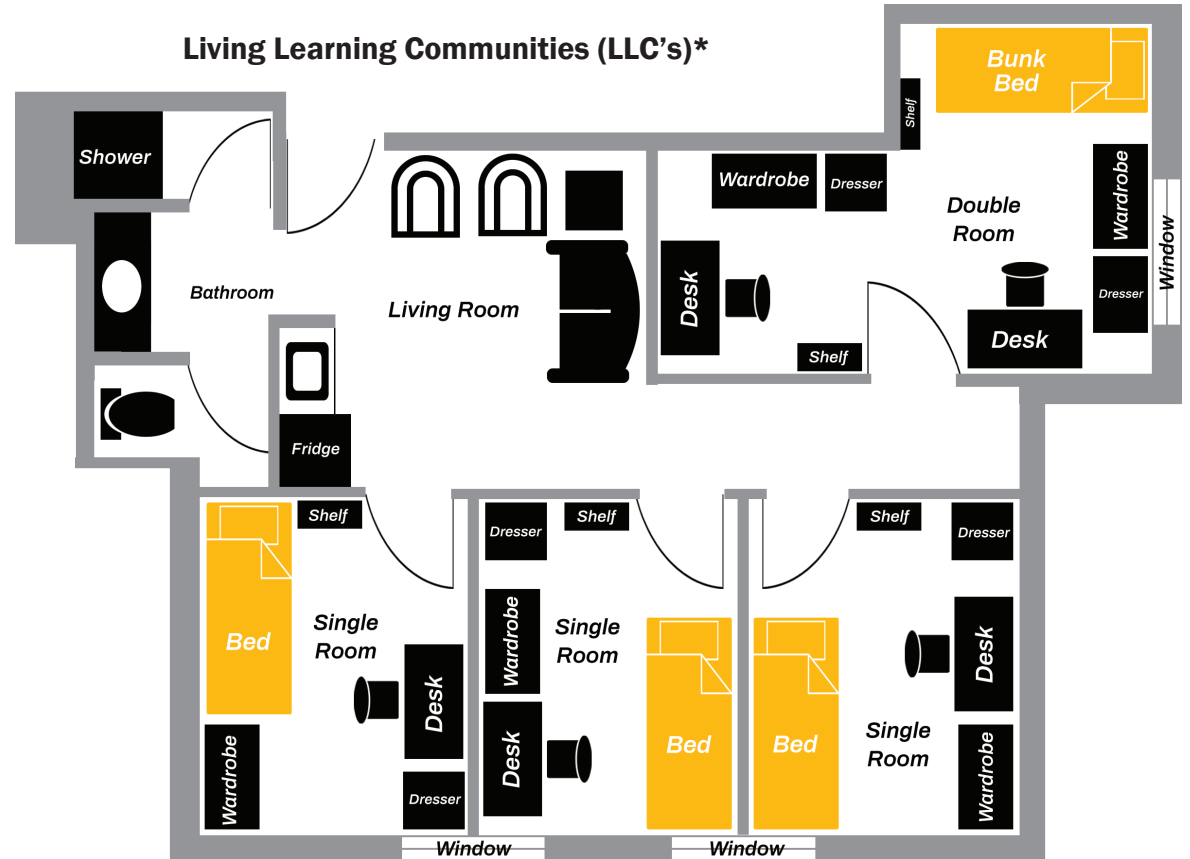 Living Learning Communities (LLC's)*
Bunk
Bed
Shelf
Shower
Wardrobe
Dresser
Wardrobe
Double
Room
Window
Bathroom
Living Room
Desk
Dresser
Desk
Shelf
Fridge
Shelf
Bed
Single
Room
Desk
Wardrobe
Dresser
Dresser
Shelf
Wardrobe
Single
Room
Desk
Bed
Shelf
Dresser
Bed
Desk
Single
Room
Wardrobe
Window
Window